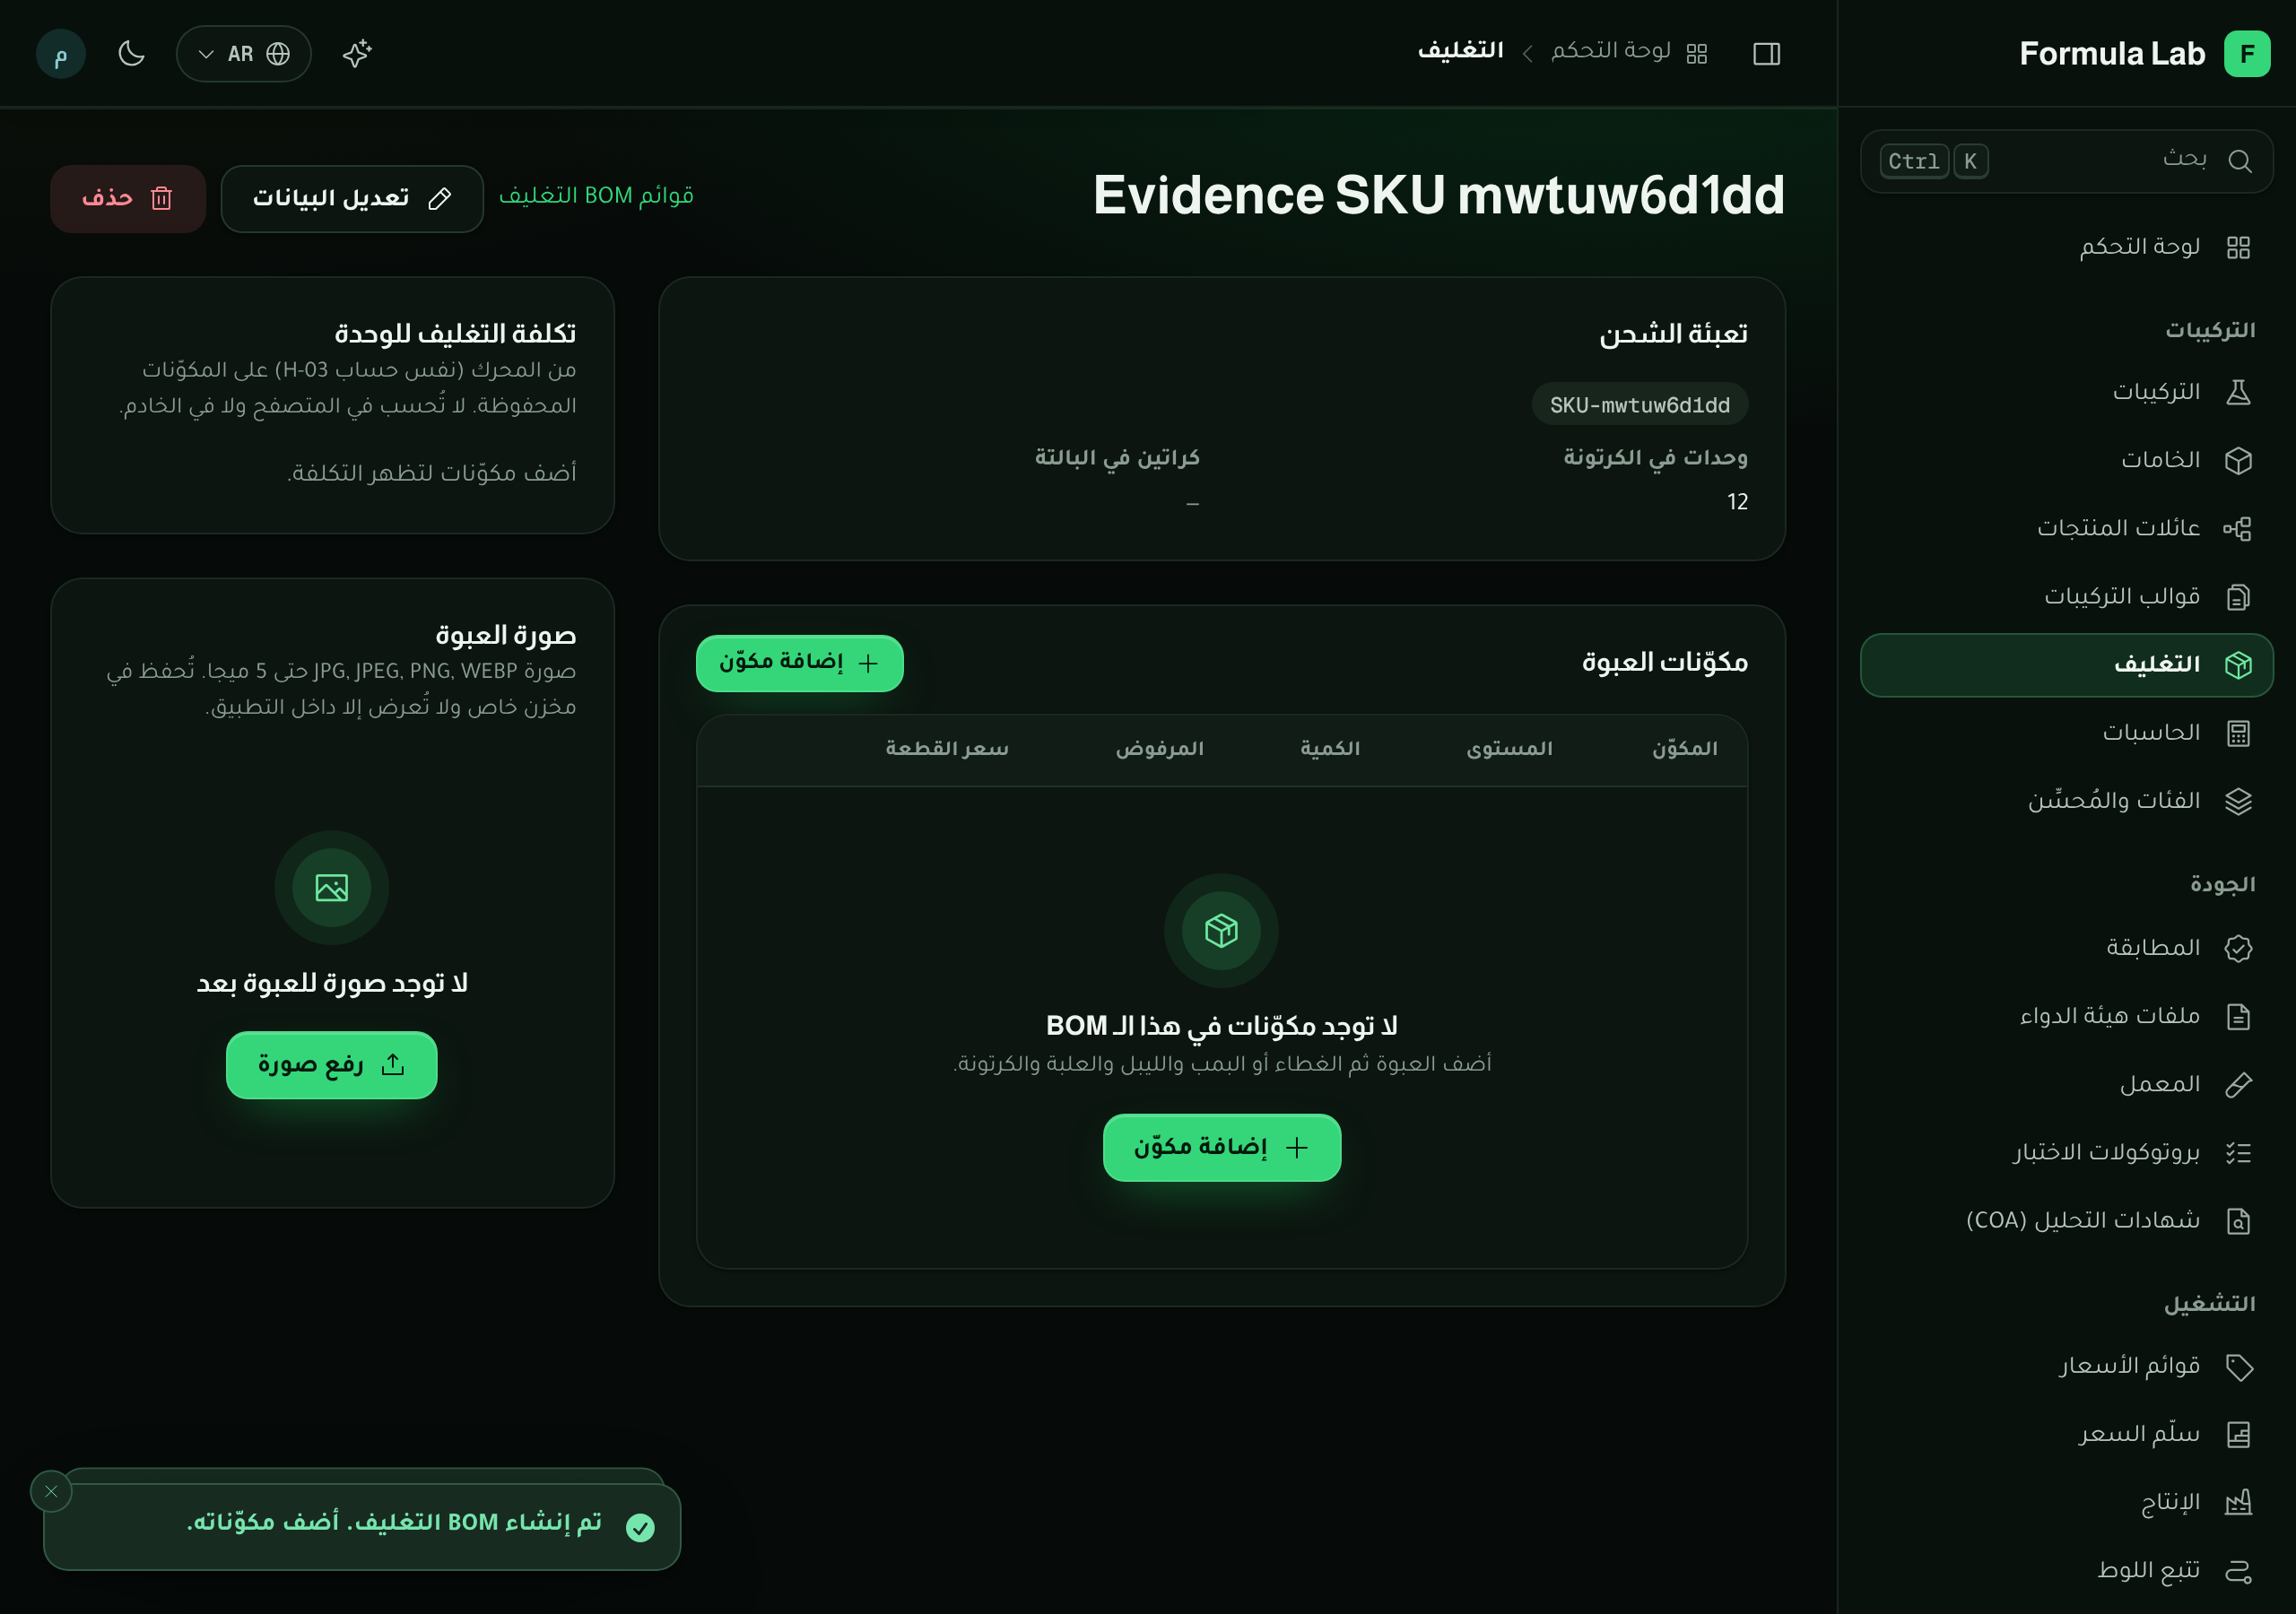 F
Formula Lab
بحث
Ctrl K
لوحة التحكم
التركيبات
التركيبات
الخامات
عائلات المنتجات
قوالب التركيبات
التغليف
الحاسبات
الفئات والمُحسِّن
الجودة
المطابقة
ملفات هيئة الدواء
المعمل
بروتوكولات الاختبار
شهادات التحليل (COA)
التشغيل
قوائم الأسعار
سلّم السعر
الإنتاج
تتبع اللوط
لوحة التحكم
التغليف
AR
م
Evidence SKU mwtuw6d1dd
قوائم BOM التغليف
تعديل البيانات
حذف
تعبئة الشحن
SKU-mwtuw6d1dd
وحدات في الكرتونة
12
كراتين في البالتة
—
مكوّنات العبوة
إضافة مكوّن
المكوّن المستوى الكمية المرفوض سعر القطعة
لا توجد مكوّنات في هذا الـ BOM
أضف العبوة ثم الغطاء أو البمب والليبل والعلبة والكرتونة.
إضافة مكوّن
تكلفة التغليف للوحدة
من المحرك (نفس حساب H-03) على المكوّنات
المحفوظة. لا تُحسب في المتصفح ولا في الخادم.
أضف مكوّنات لتظهر التكلفة.
صورة العبوة
صورة JPG, JPEG, PNG, WEBP حتى 5 ميجا. تُحفظ في
مخزن خاص ولا تُعرض إلا داخل التطبيق.
لا توجد صورة للعبوة بعد
رفع صورة
تم إنشاء BOM التغليف. أضف مكوّناته.